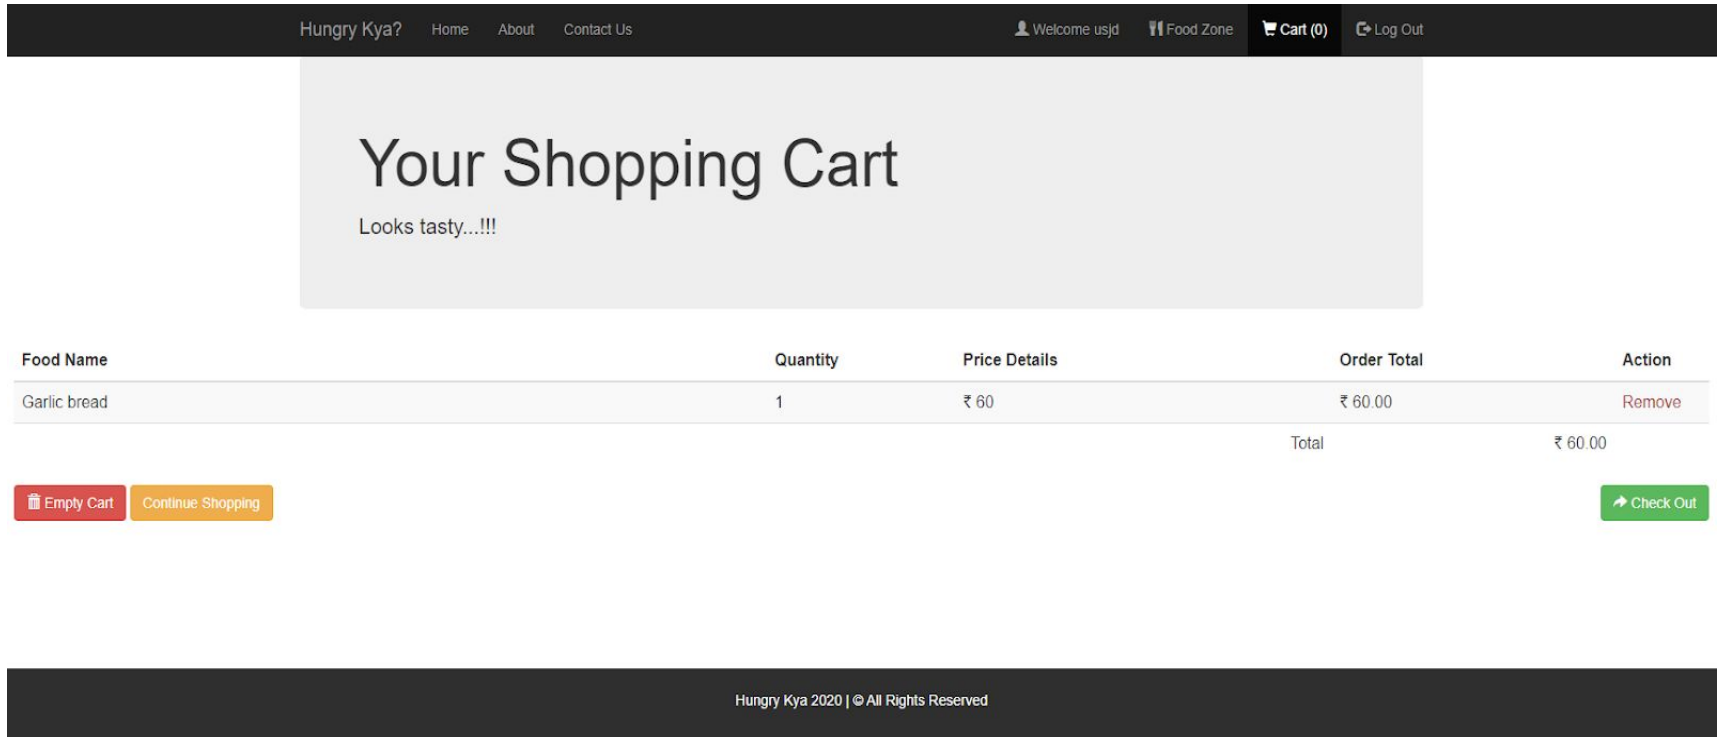 Hungry Kya? Home About Contact Us Welcome usjd Food Zone Cart (0) Log Out
Your Shopping Cart
Looks tasty...!!!
Food Name Quantity Price Details Order Total Action
Garlic bread 1 ₹ 60 ₹ 60.00 Remove
Total ₹ 60.00
Empty Cart Continue Shopping Check Out
Hungry Kya 2020 | © All Rights Reserved